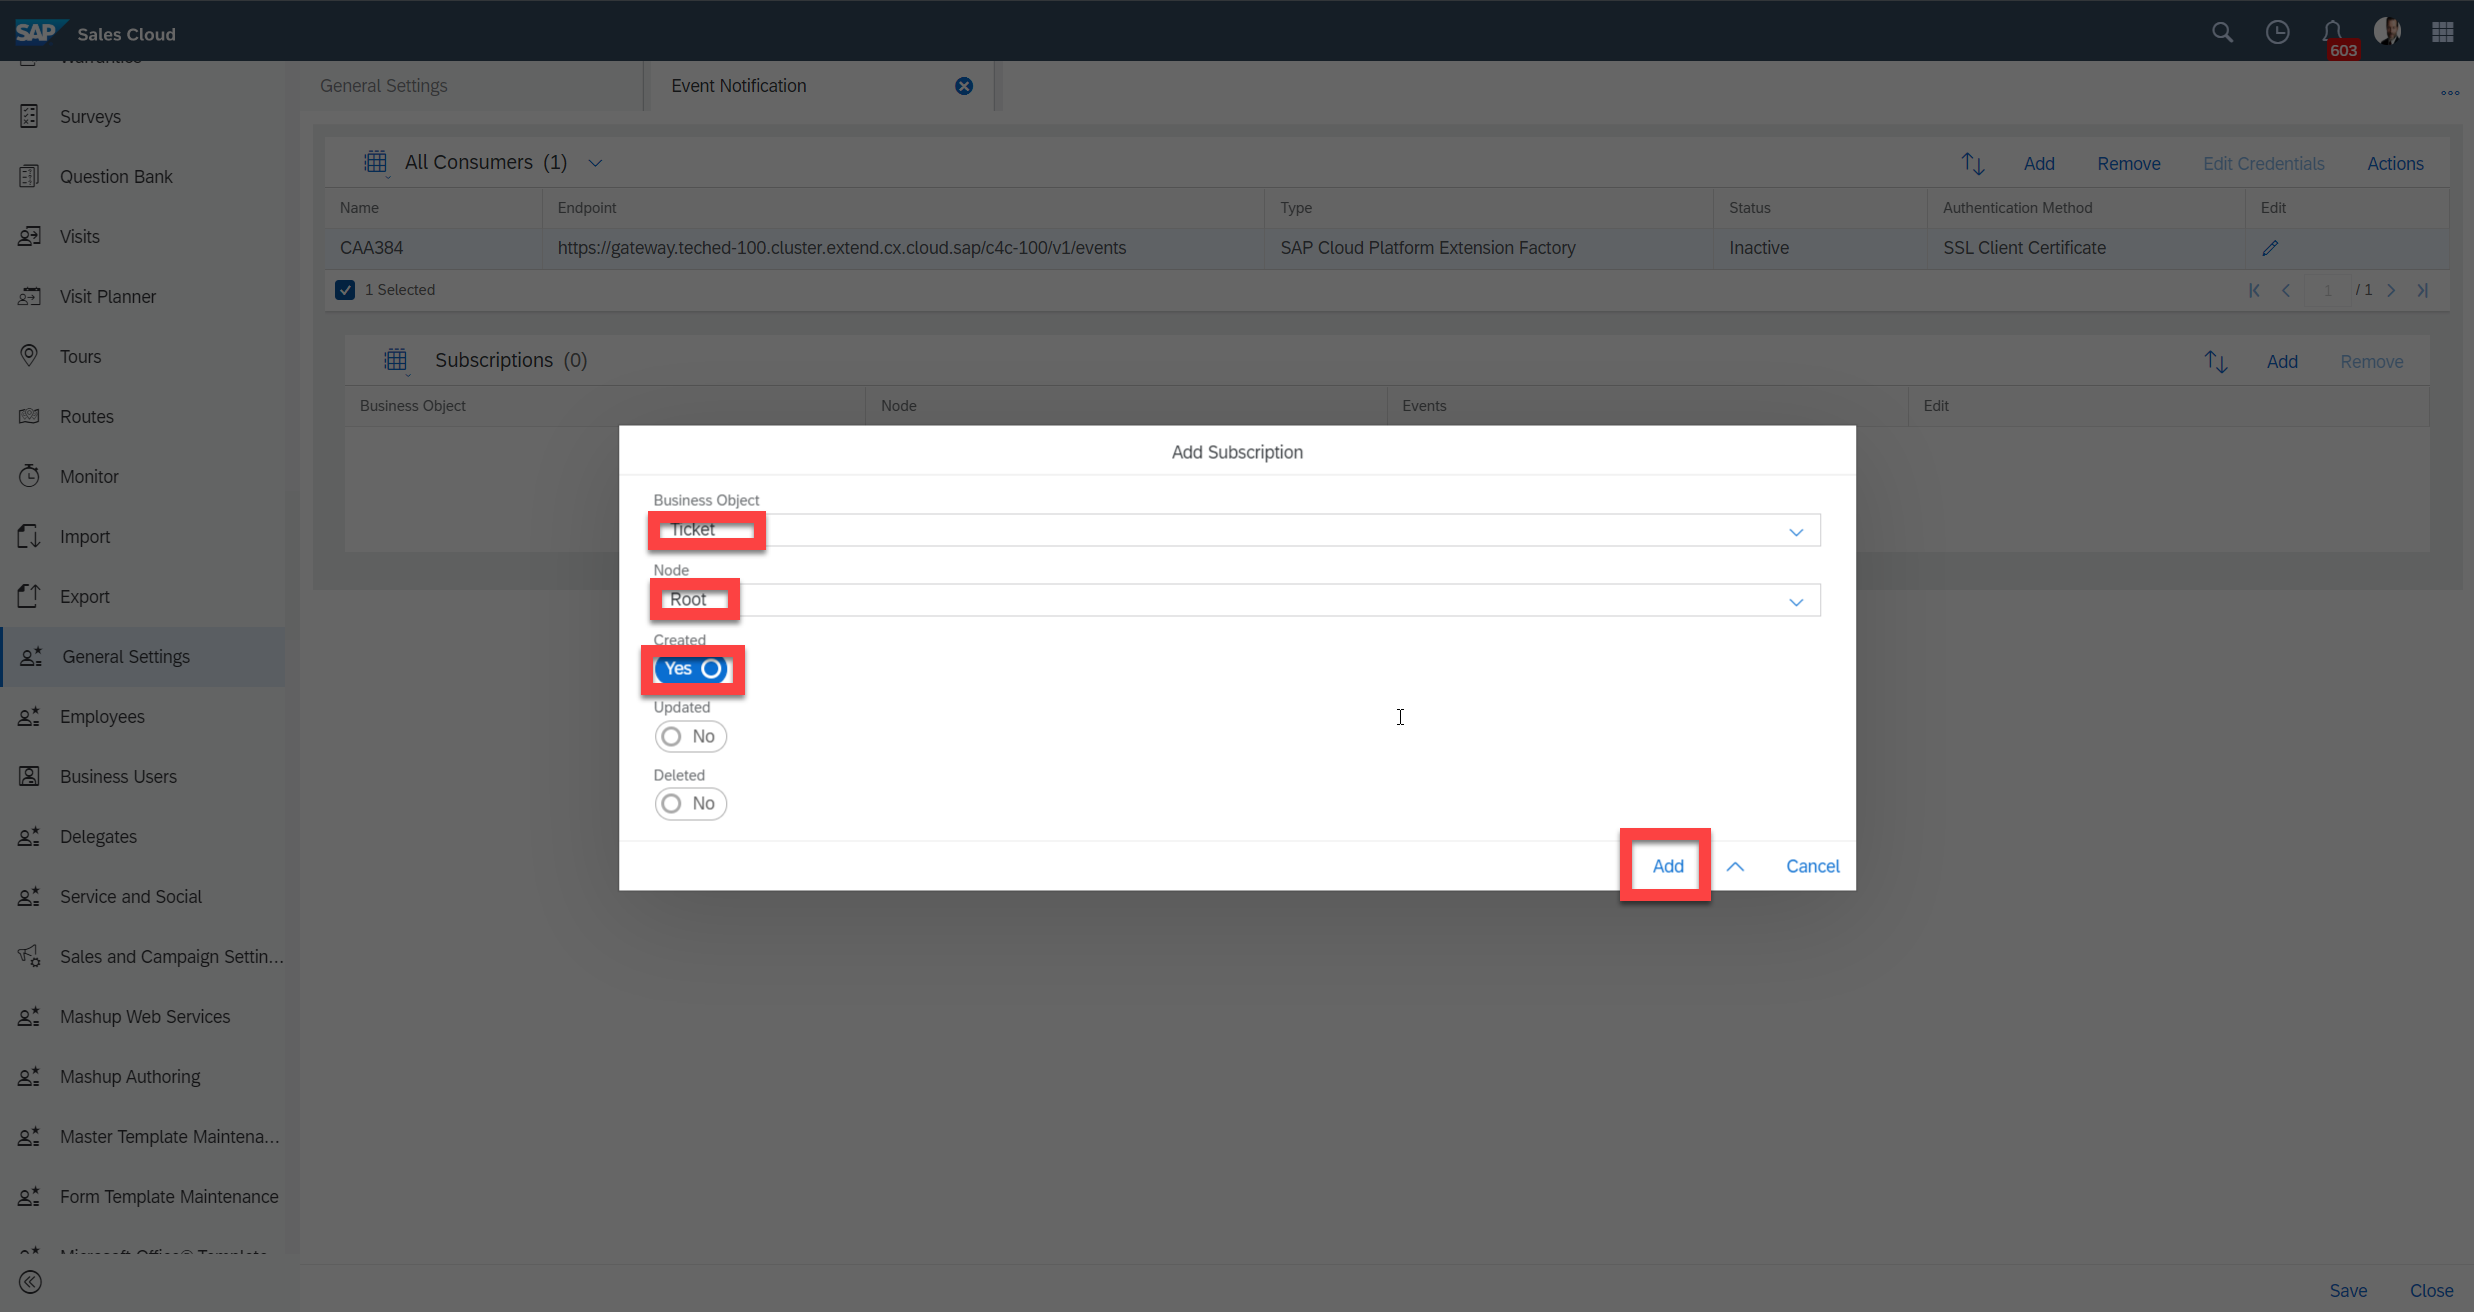 SAP Sales Cloud
603
Warranties
Surveys
Question Bank
Visits
Visit Planner
Tours
Routes
Monitor
Import
Export
General Settings
Employees
Business Users
Delegates
Service and Social
Sales and Campaign Settin...
Mashup Web Services
Mashup Authoring
Master Template Maintena...
Form Template Maintenance
Microsoft Office® Template
General Settings
Event Notification
All Consumers (1)
Add Remove Edit Credentials Actions
Name Endpoint Type Status Authentication Method Edit
CAA384 https://gateway.teched-100.cluster.extend.cx.cloud.sap/c4c-100/v1/events SAP Cloud Platform Extension Factory Inactive SSL Client Certificate
1 Selected
1 / 1
Subscriptions (0)
Add Remove
Business Object Node Events Edit
Add Subscription
Business Object
Ticket
Node
Root
Created
Yes
Updated
No
Deleted
No
Add Cancel
Save Close